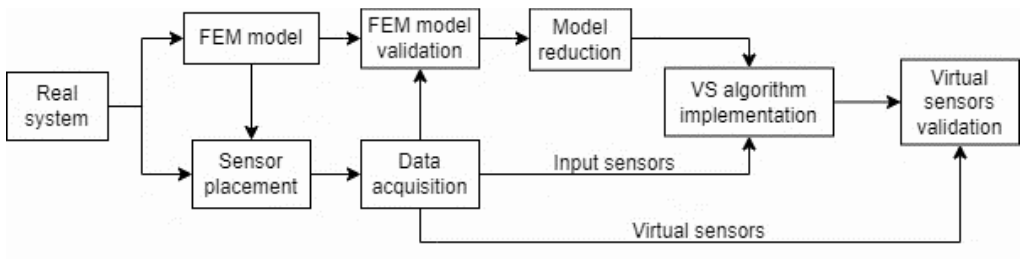 Real
system
FEM model
Sensor
placement
FEM model
validation
Data
acquisition
Model
reduction
Input sensors
Virtual sensors
VS algorithm
implementation
Virtual
sensors
validation